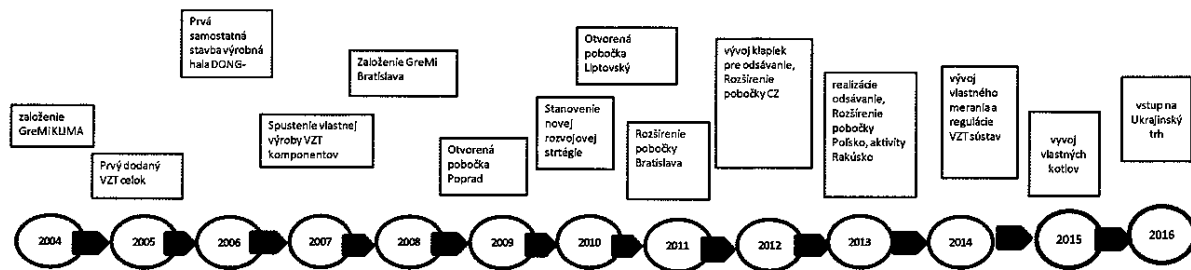 založenie
GreMi KLIMA
Prvý dodaný
VZT celok
Prvá
samostatná
stavba výrobná
hala DONG-
Spustenie vlastnej
výroby VZT
komponentov
Založenie GreMi
Bratislava
Otvorená
pobočka
Poprad
Stanovenie
novej
rozvojovej
strtégie
Otvorená
pobočka
Liptovský
Rozšírenie
pobočky
Bratislava
vývoj klapiek
pre odsávanie,
Rozšírenie
pobočky CZ
realizácie
odsávanie,
Rozšírenie
pobočky
Poľsko, aktivity
Rakúsko
vývoj
vlastného
merania a
regulácie
VZT sústav
vyvoj
vlastných
kotlov
vstup na
Ukrajinský
trh
2004
2005
2006
2007
2008
2009
2010
2011
2012
2013
2014
2015
2016